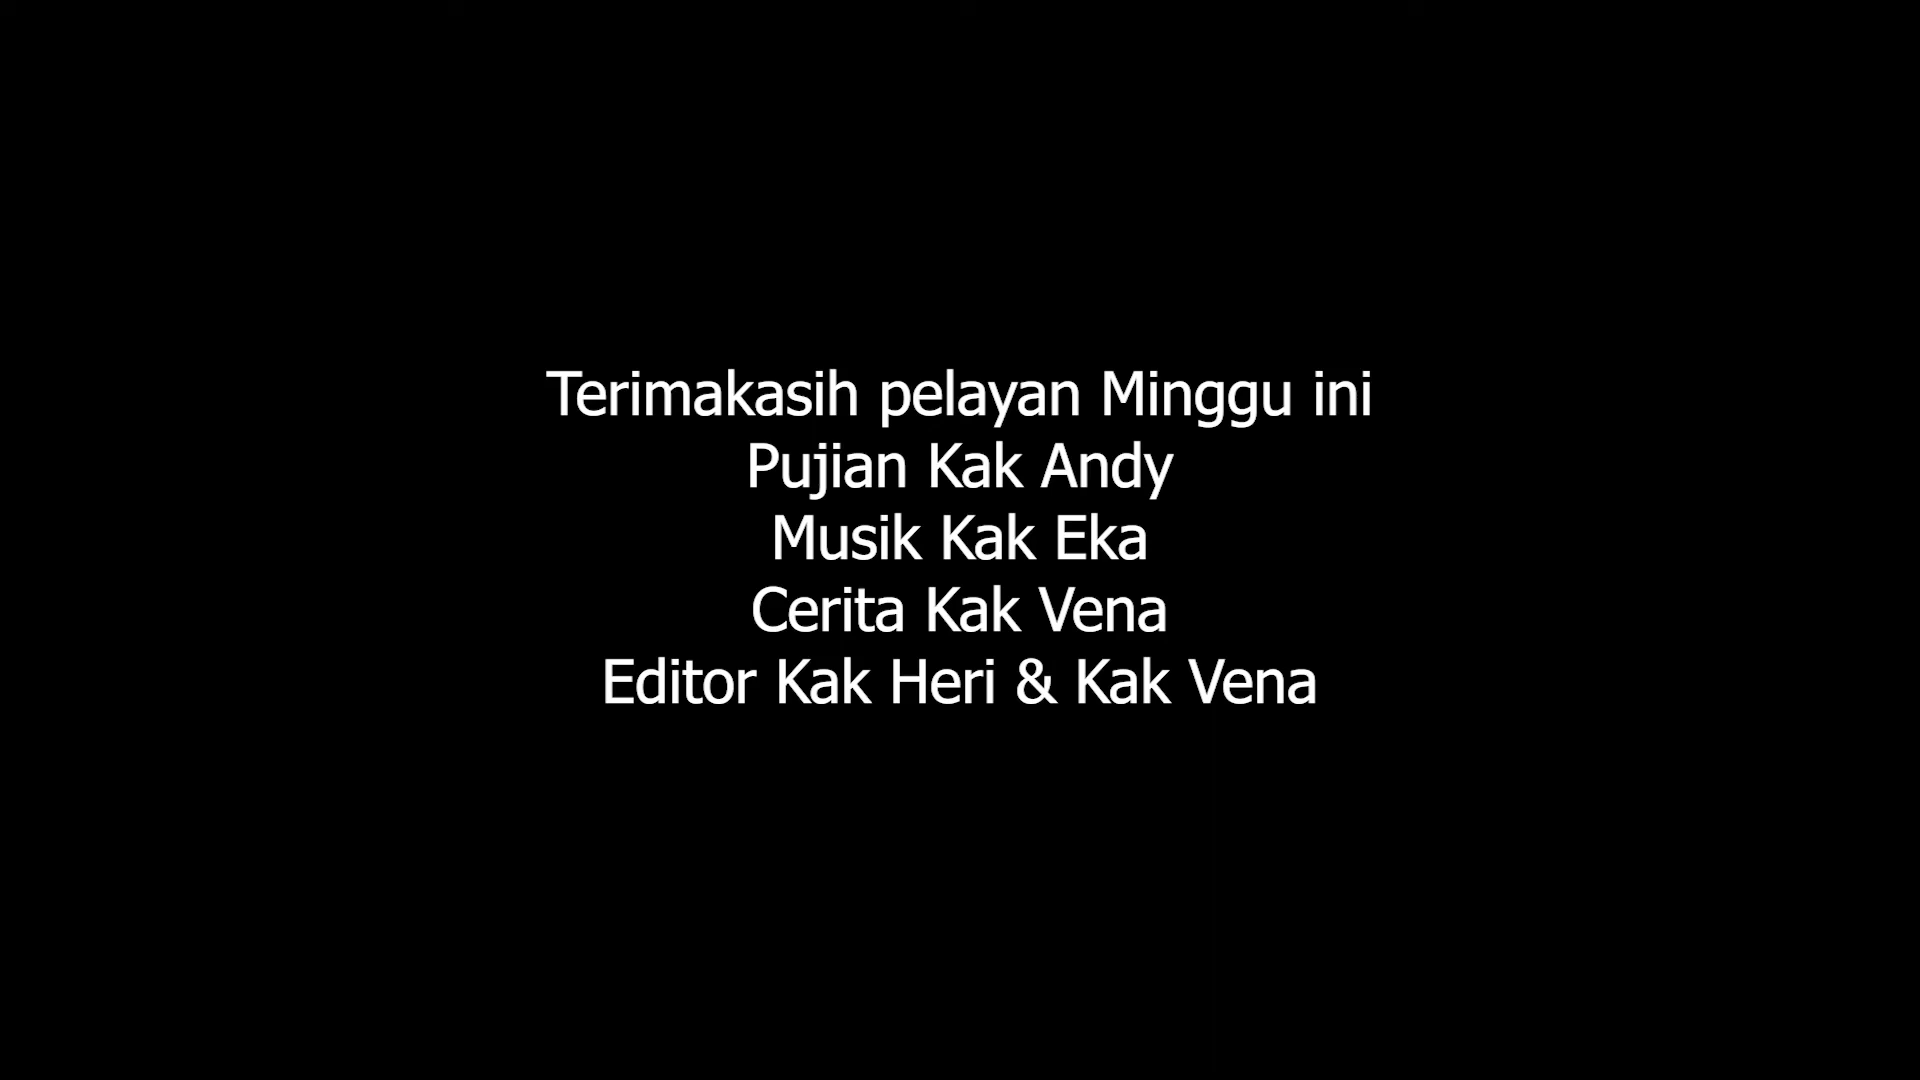 Terimakasih pelayan Minggu ini
Pujian Kak Andy
Musik Kak Eka
Cerita Kak Vena
Editor Kak Heri & Kak Vena